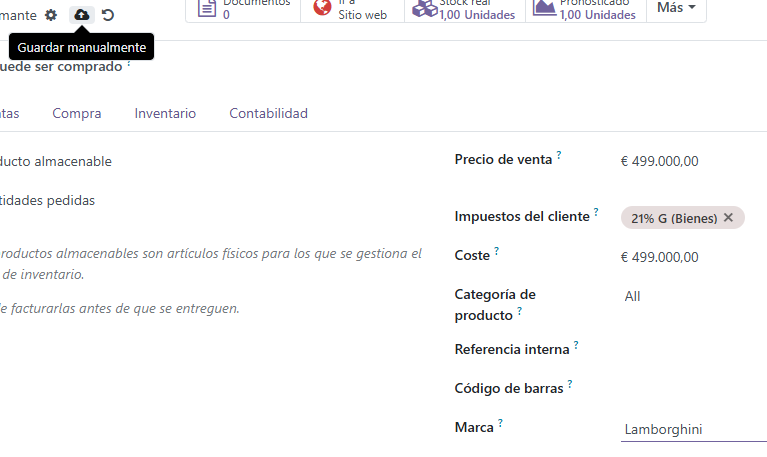 mante
Documentos
0
Ir a
Sitio web
Stock real
1,00 Unidades
Pronosticado
1,00 Unidades
Más
Guardar manualmente
uede ser comprado ?
tas
Compra
Inventario
Contabilidad
ducto almacenable
Precio de venta ?
€ 499.000,00
tidades pedidas
Impuestos del cliente ?
21% G (Bienes)
roductos almacenables son artículos físicos para los que se gestiona el
de inventario.
Coste ?
€ 499.000,00
Categoría de
producto ?
All
e facturarlas antes de que se entreguen.
Referencia interna ?
Código de barras ?
Marca ?
Lamborghini